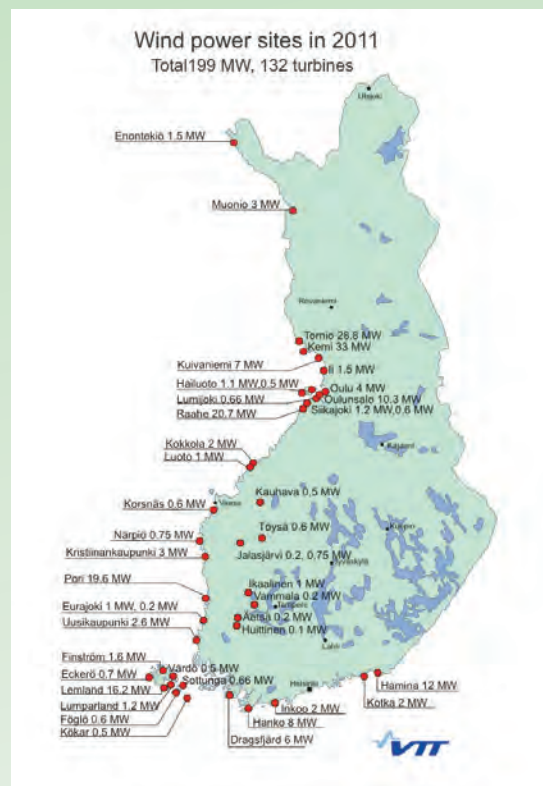 Wind power sites in 2011
Total199 MW, 132 turbines
Utsjoki
Enontekiö 1.5 MW
Muonio 3 MW
Rovaniemi
Tornio 26.8 MW
Kemi 33 MW
Kuivaniemi 7 MW
Ii 1.5 MW
Hailuoto 1.1 MW,0.5 MW
Oulu 4 MW
Lumijoki 0.66 MW
Oulunsalo 10.3 MW
Raahe 20.7 MW
Siikajoki 1.2 MW,0.6 MW
Kajaani
Kokkola 2 MW
Luoto 1 MW
Kauhava 0.5 MW
Korsnäs 0.6 MW
Vaasa
Töysä 0.6 MW
Kuopio
Närpiö 0.75 MW
Jalasjärvi 0.2, 0.75 MW
Kristiinankaupunki 3 MW
Jyväskylä
Ikaalinen 1 MW
Pori 19.6 MW
Vammala 0.2 MW
Tampere
Eurajoki 1 MW, 0.2 MW
Äetsä 0.2 MW
Uusikaupunki 2.6 MW
Huittinen 0.1 MW
Lahti
Finström 1.6 MW
Vårdö 0.5 MW
Eckerö 0.7 MW
Sottunga 0.66 MW
Helsinki
Hamina 12 MW
Lemland 16.2 MW
Kotka 2 MW
Lumparland 1.2 MW
Inkoo 2 MW
Föglö 0.6 MW
Hanko 8 MW
Kökar 0.5 MW
Dragsfjärd 6 MW
VTT